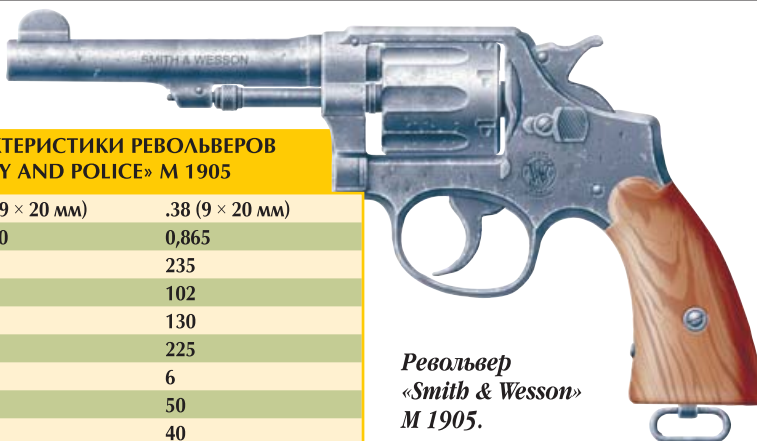 SMITH & WESSON
КТЕРИСТИКИ РЕВОЛЬВЕРОВ
Y AND POLICE» М 1905
9 × 20 мм) .38 (9 × 20 мм)
0 0,865
235
102
130
225
6
50
40
Револьвер
«Smith & Wesson»
М 1905.